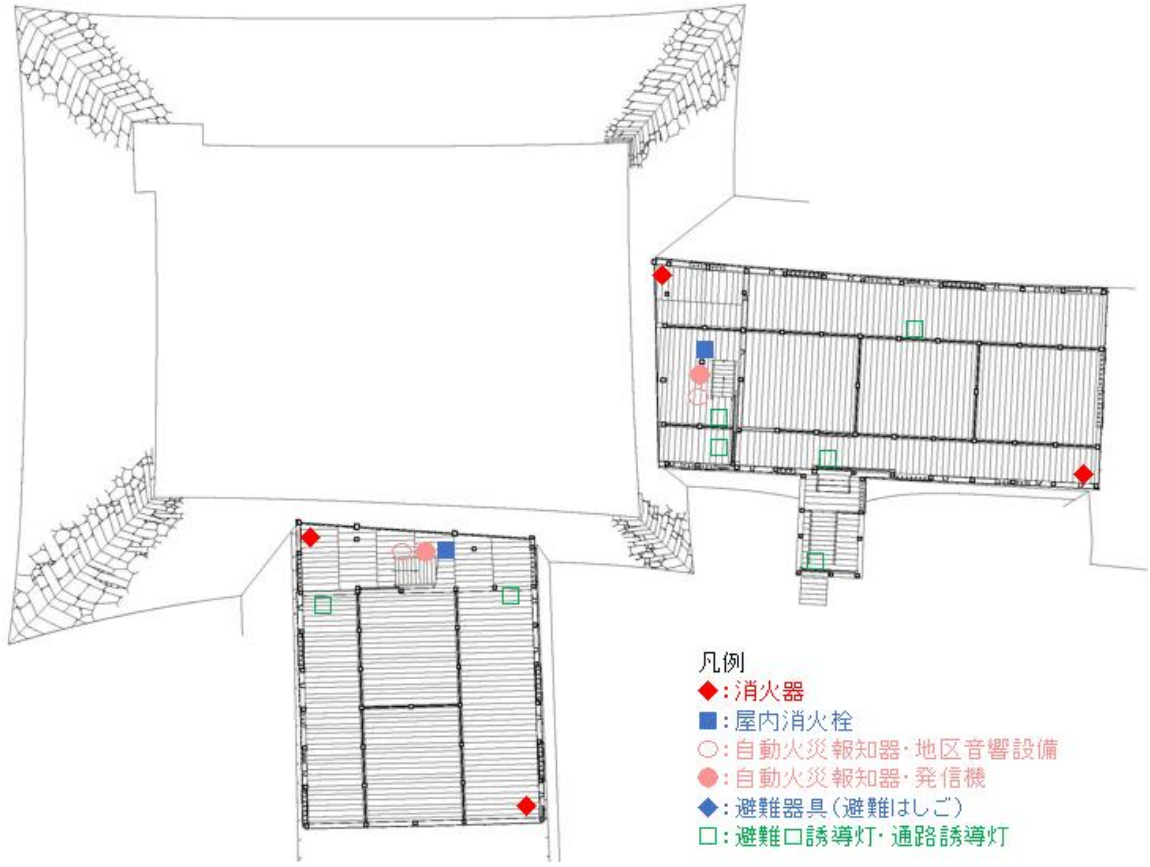 凡例
◆:消火器
■:屋内消火栓
○:自動火災報知器・地区音響設備
●:自動火災報知器・発信機
◆:避難器具(避難はしご)
□:避難口誘導灯・通路誘導灯